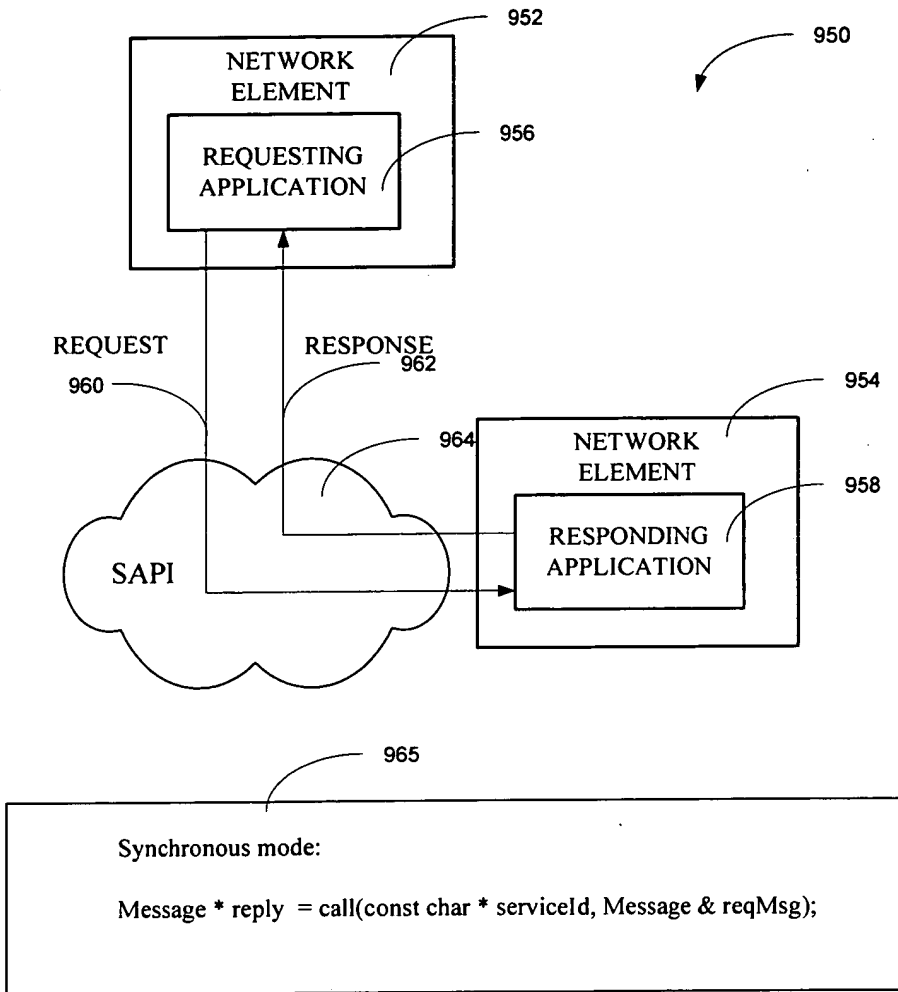 952
950
NETWORK
ELEMENT
956
REQUESTING
APPLICATION
REQUEST
RESPONSE
960
962
954
964
NETWORK
ELEMENT
958
RESPONDING
APPLICATION
SAPI
965
Synchronous mode:
Message * reply = call(const char * serviceId, Message & reqMsg);